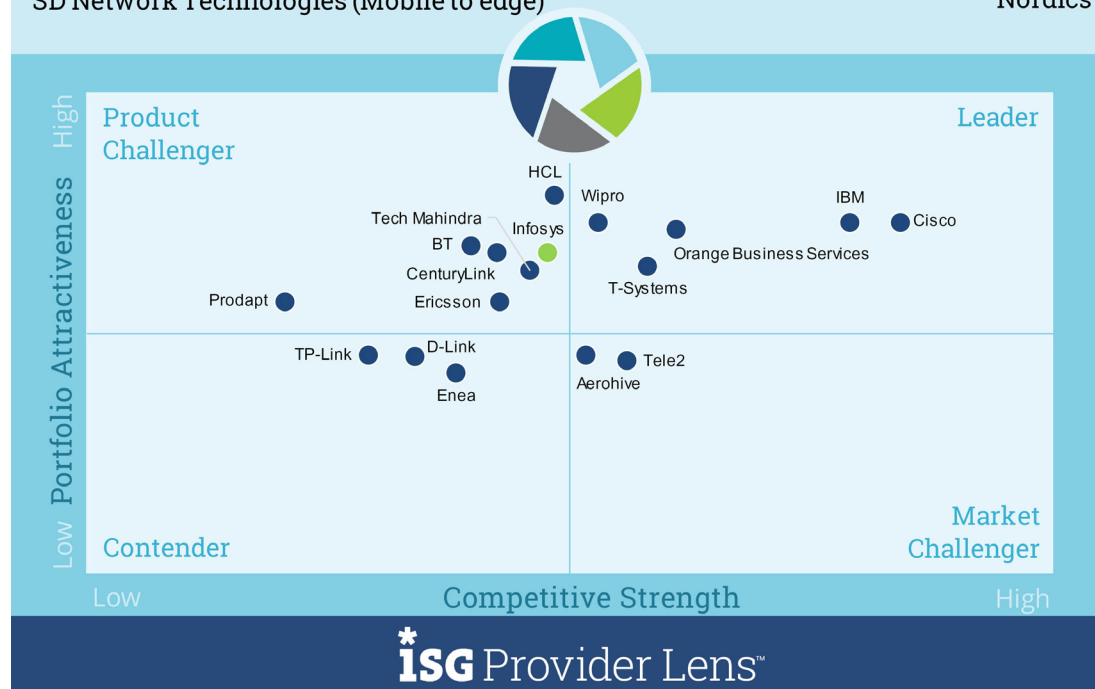 SD Network Technologies (Mobile to edge)
Nordics
High
Product
Challenger
Leader
HCL
Wipro
IBM
Tech Mahindra
Infosys
Cisco
BT
Orange Business Services
CenturyLink
T-Systems
Prodapt
Ericsson
TP-Link
D-Link
Tele2
Enea
Aerohive
Portfolio Attractiveness
Market
Challenger
Contender
Low
Low
Competitive Strength
High
*ISG Provider Lens™